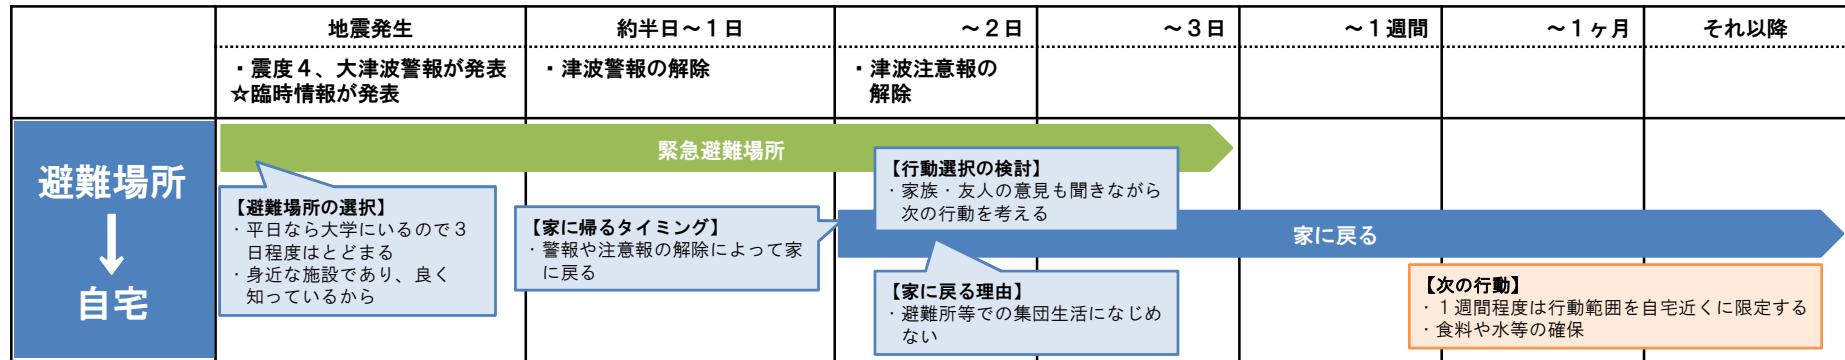 地震発生
約半日～１日
～２日
～３日
～１週間
～１ヶ月
それ以降
・震度４、大津波警報が発表
☆臨時情報が発表
・津波警報の解除
・津波注意報の
解除
避難場所
↓
自宅
緊急避難場所
【避難場所の選択】
・平日なら大学にいるので３
日程度はとどまる
・身近な施設であり、良く
知っているから
【家に帰るタイミング】
・警報や注意報の解除によって家
に戻る
【行動選択の検討】
・家族・友人の意見も聞きながら
次の行動を考える
家に戻る
【家に戻る理由】
・避難所等での集団生活になじめ
ない
【次の行動】
・１週間程度は行動範囲を自宅近くに限定する
・食料や水等の確保